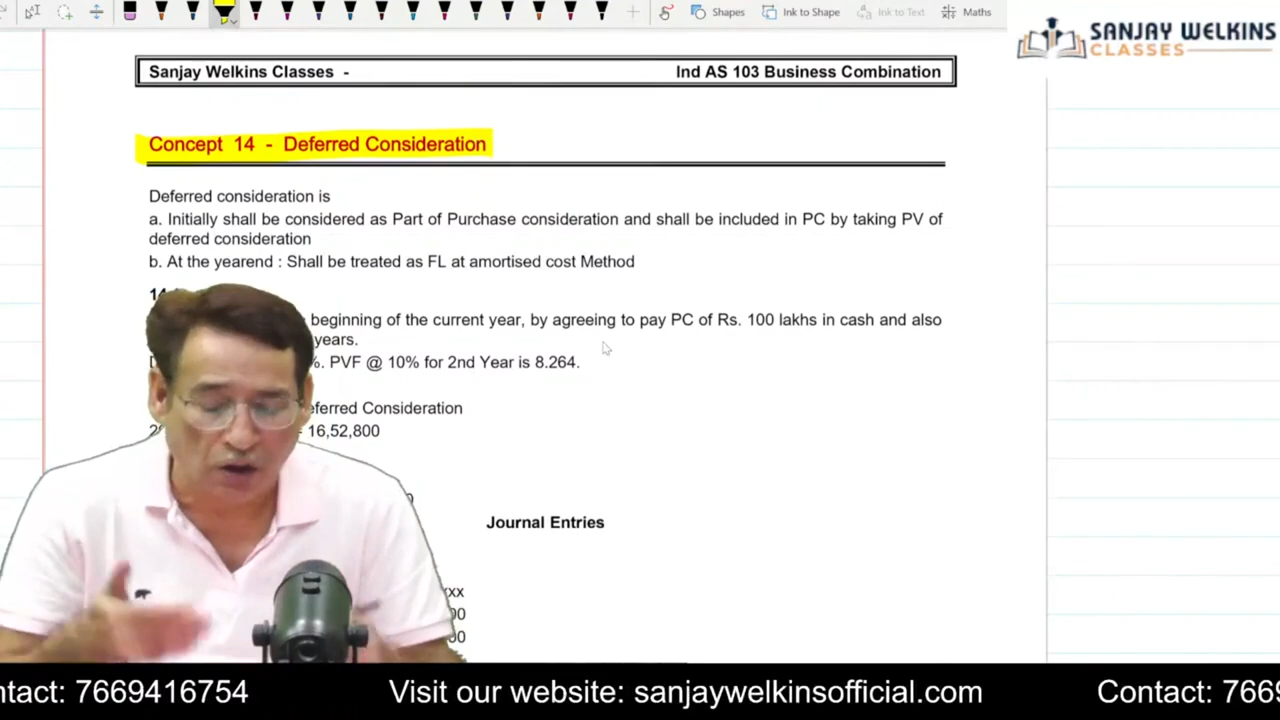 Shapes Ink to Shape Ink to Text Maths
SANJAY WELKINS
CLASSES
Sanjay Welkins Classes - Ind AS 103 Business Combination
Concept 14 - Deferred Consideration
Deferred consideration is
a. Initially shall be considered as Part of Purchase consideration and shall be included in PC by taking PV of
deferred consideration
b. At the yearend : Shall be treated as FL at amortised cost Method
beginning of the current year, by agreeing to pay PC of Rs. 100 lakhs in cash and also
years.
%. PVF @ 10% for 2nd Year is 8.264.
eferred Consideration
16,52,800
Journal Entries
xxx
00
00
ntact: 7669416754 Visit our website: sanjaywelkinsofficial.com Contact: 7669